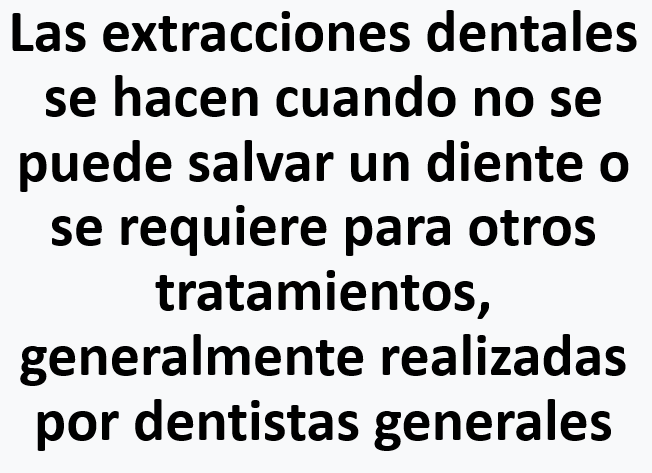 Las extracciones dentales
se hacen cuando no se
puede salvar un diente o
se requiere para otros
tratamientos,
generalmente realizadas
por dentistas generales